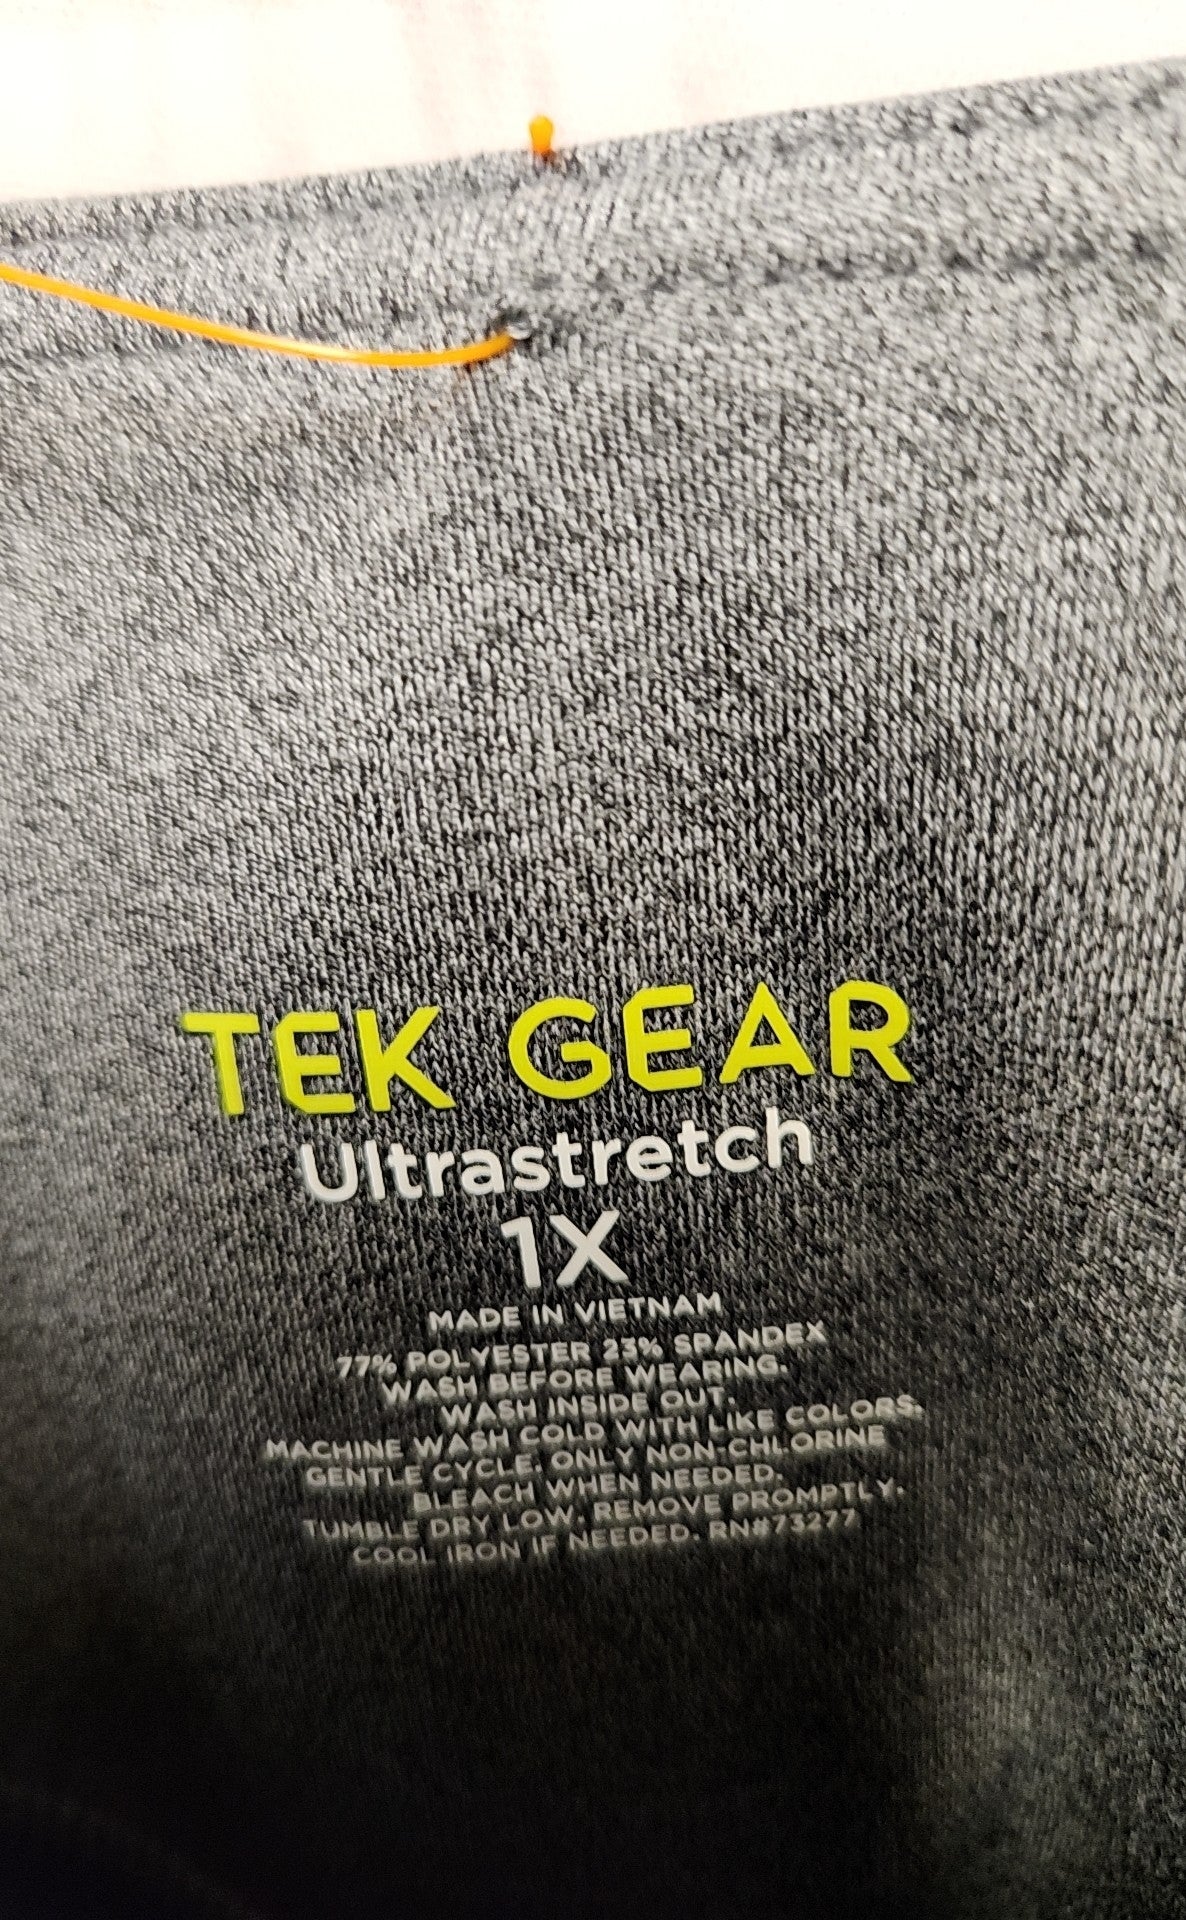 TEK GEAR
Ultrastretch
1X
MADE IN VIETNAM
77% POLYESTER 23% SPANDEX
WASH BEFORE WEARING.
WASH INSIDE OUT.
MACHINE WASH COLD WITH LIKE COLORS.
GENTLE CYCLE. ONLY NON-CHLORINE
BLEACH WHEN NEEDED.
TUMBLE DRY LOW. REMOVE PROMPTLY.
COOL IRON IF NEEDED. RN#73277